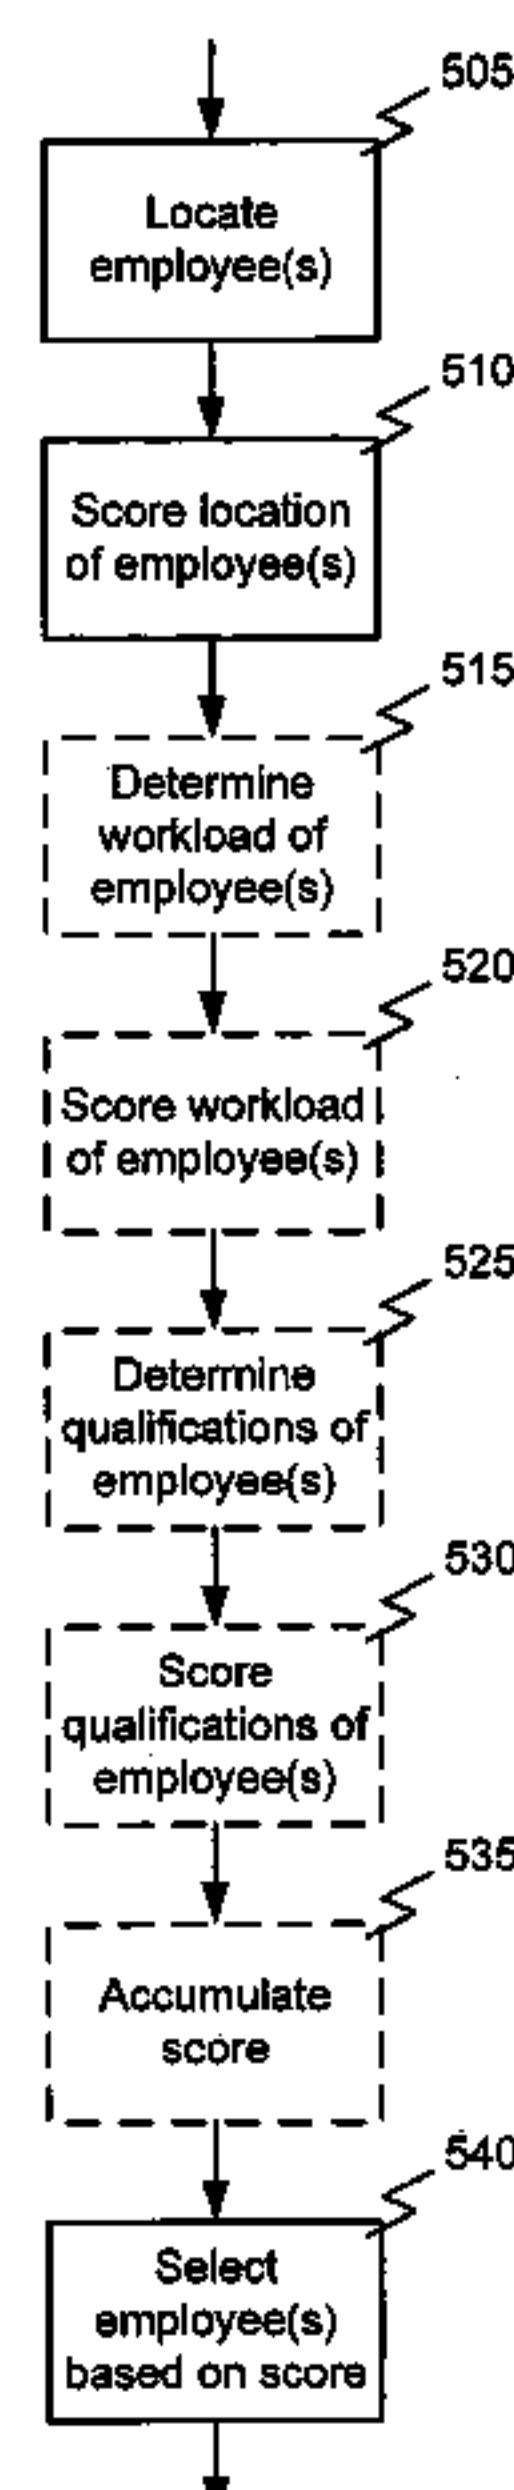 505
Locate
employee(s)
510
Score location
of employee(s)
515
Determine
workload of
employee(s)
520
Score workload
of employee(s)
525
Determine
qualifications of
employee(s)
530
Score
qualifications of
employee(s)
535
Accumulate
score
540
Select
employee(s)
based on score